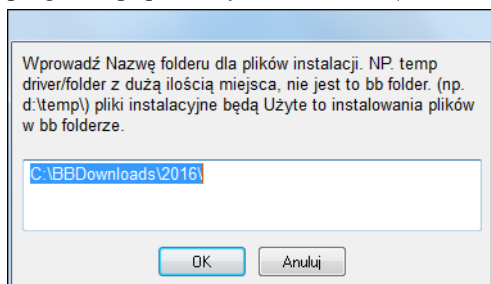 Wprowadź Nazwę folderu dla plików instalacji. NP. temp
driver/folder z dużą ilością miejsca, nie jest to bb folder. (np.
d:\temp\) pliki instalacyjne będą Użyte to instalowania plików
w bb folderze.
C:\BBDownloads\2016\
OK Anuluj